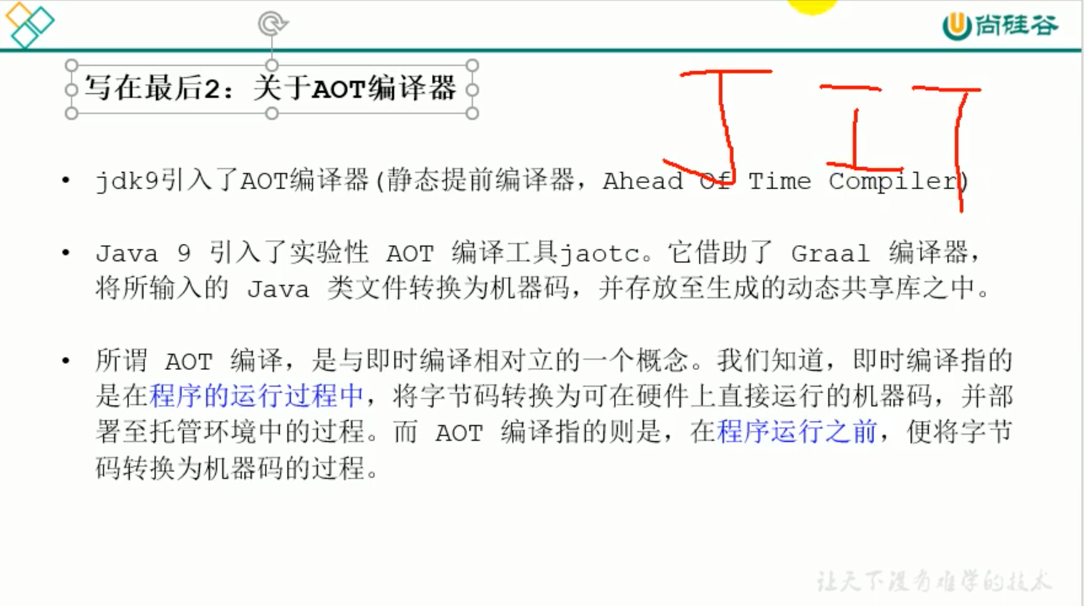 尚硅谷
写在最后2：关于AOT编译器
JIT
• jdk9引入了AOT编译器(静态提前编译器，Ahead Of Time Compiler)
• Java 9 引入了实验性 AOT 编译工具jaotc。它借助了 Graal 编译器，
将所输入的 Java 类文件转换为机器码，并存放至生成的动态共享库之中。
• 所谓 AOT 编译，是与即时编译相对立的一个概念。我们知道，即时编译指的
是在程序的运行过程中，将字节码转换为可在硬件上直接运行的机器码，并部
署至托管环境中的过程。而 AOT 编译指的则是，在程序运行之前，便将字节
码转换为机器码的过程。
让天下没有难学的技术